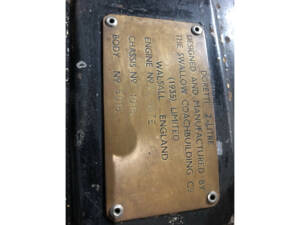 DORETTI 2-LITRE
DESIGNED AND MANUFACTURED BY
THE SWALLOW COACHBUILDING Co
(1935) LIMITED
WALSALL ENGLAND
ENGINE No.
CHASSIS No.
BODY No.